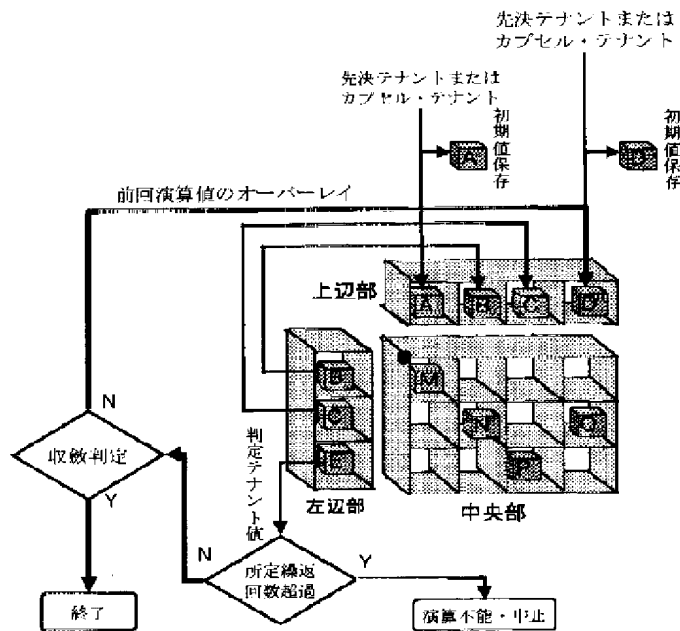 先決テナントまたは
カプセル・テナント
先決テナントまたは
カプセル・テナント
初期値保存
A
初期値保存
D
前回演算値のオーバーレイ
上辺部
A
B
C
D
B
C
E
左辺部
M
N
O
P
中央部
判定テナント値
N
収斂判定
Y
終了
N
所定繰返
回数超過
Y
演算不能・中止